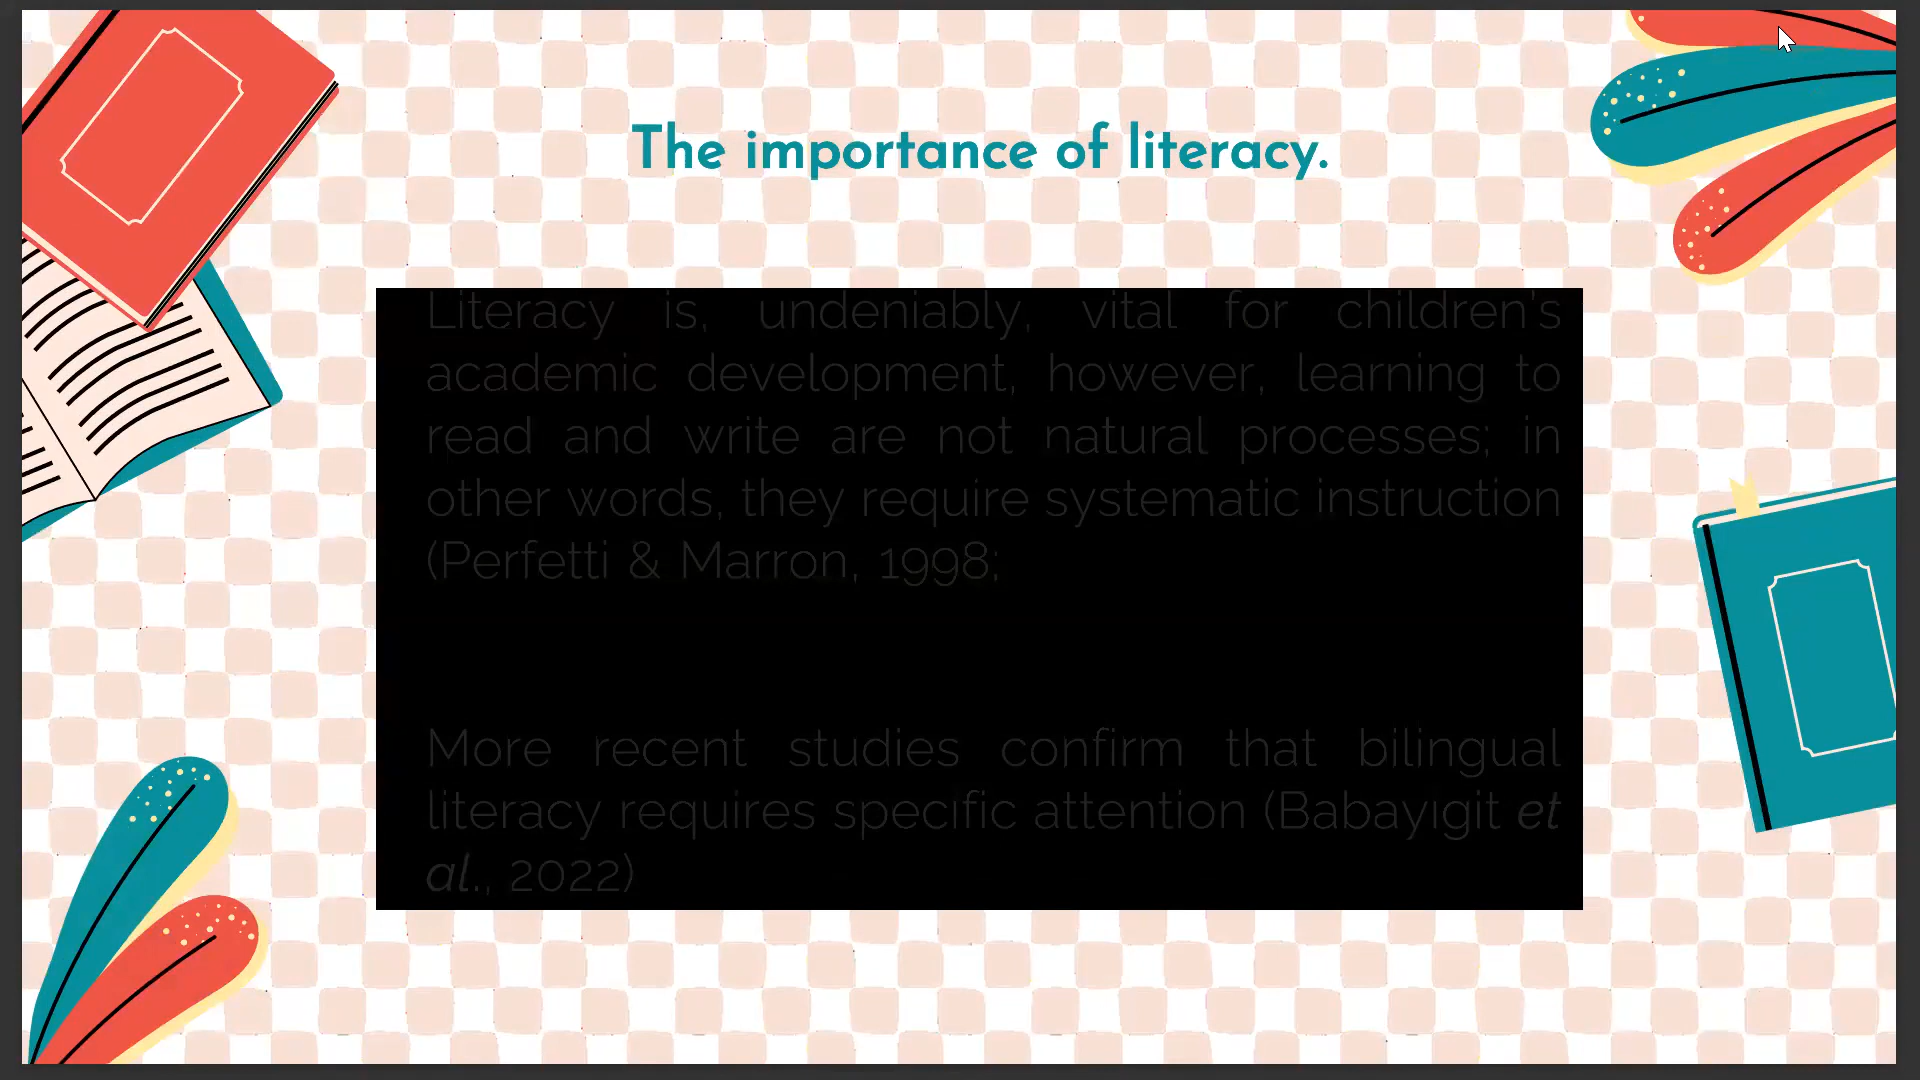 The importance of literacy.
Literacy is, undeniably, vital for children's
academic development, however, learning to
read and write are not natural processes; in
other words, they require systematic instruction
(Perfetti & Marron, 1998;
More recent studies confirm that bilingual
literacy requires specific attention (Babayigit et
al., 2022)